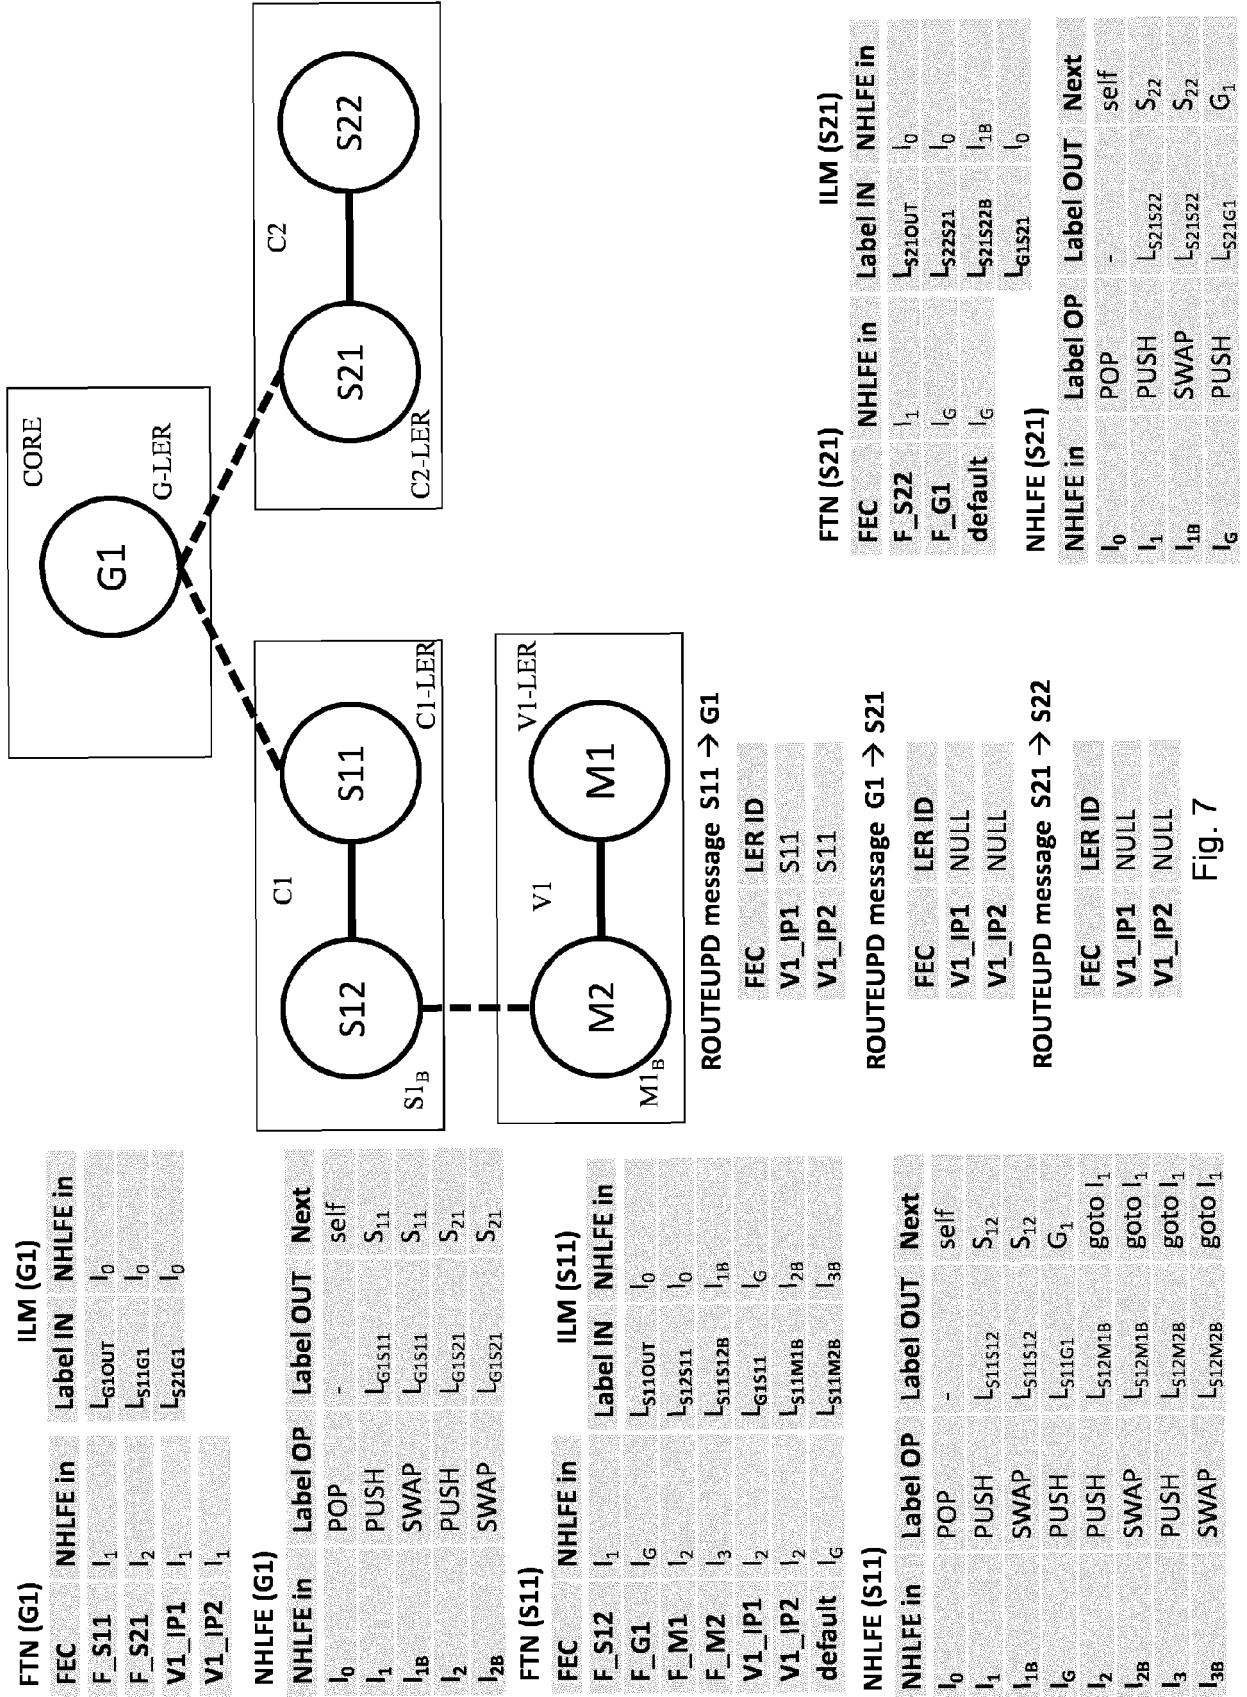 FTN (G1)
FEC NHLFE in
F_S11 I1
F_S21 I2
V1_IP1 I1
V1_IP2 I1
ILM (G1)
Label IN NHLFE in
LG1OUT I0
LS11G1 I0
LS21G1 I0
NHLFE (G1)
NHLFE in Label OP Label OUT Next
I0 POP - self
I1 PUSH LG1S11 S11
I1B SWAP LG1S11 S11
I2 PUSH LG1S21 S21
I2B SWAP LG1S21 S21
FTN (S11)
FEC NHLFE in
F_S12 I1
F_G1 IG
F_M1 I2
F_M2 I3
V1_IP1 I2
V1_IP2 I2
default IG
ILM (S11)
Label IN NHLFE in
LS11OUT I0
LS12S11 I0
LS11S12B I1B
LG1S11 IG
LS11M1B I2B
LS11M2B I3B
NHLFE (S11)
NHLFE in Label OP Label OUT Next
I0 POP - self
I1 PUSH LS11S12 S12
I1B SWAP LS11S12 S12
IG PUSH LS11G1 G1
I2 PUSH LS12M1B goto I1
I2B SWAP LS12M1B goto I1
I3 PUSH LS12M2B goto I1
I3B SWAP LS12M2B goto I1
CORE
G1
G-LER
C1
S12
S11
S1B
C1-LER
C2
S21
S22
C2-LER
V1
M2
M1
M1B
V1-LER
ROUTEUPD message S11 → G1
FEC LER ID
V1_IP1 S11
V1_IP2 S11
ROUTEUPD message G1 → S21
FEC LER ID
V1_IP1 NULL
V1_IP2 NULL
ROUTEUPD message S21 → S22
FEC LER ID
V1_IP1 NULL
V1_IP2 NULL
FTN (S21)
FEC NHLFE in
F_S22 I1
F_G1 IG
default IG
ILM (S21)
Label IN NHLFE in
LS21OUT I0
LS22S21 I0
LS21S22B I1B
LG1S21 I0
NHLFE (S21)
NHLFE in Label OP Label OUT Next
I0 POP - self
I1 PUSH LS21S22 S22
I1B SWAP LS21S22 S22
IG PUSH LS21G1 G1
Fig. 7